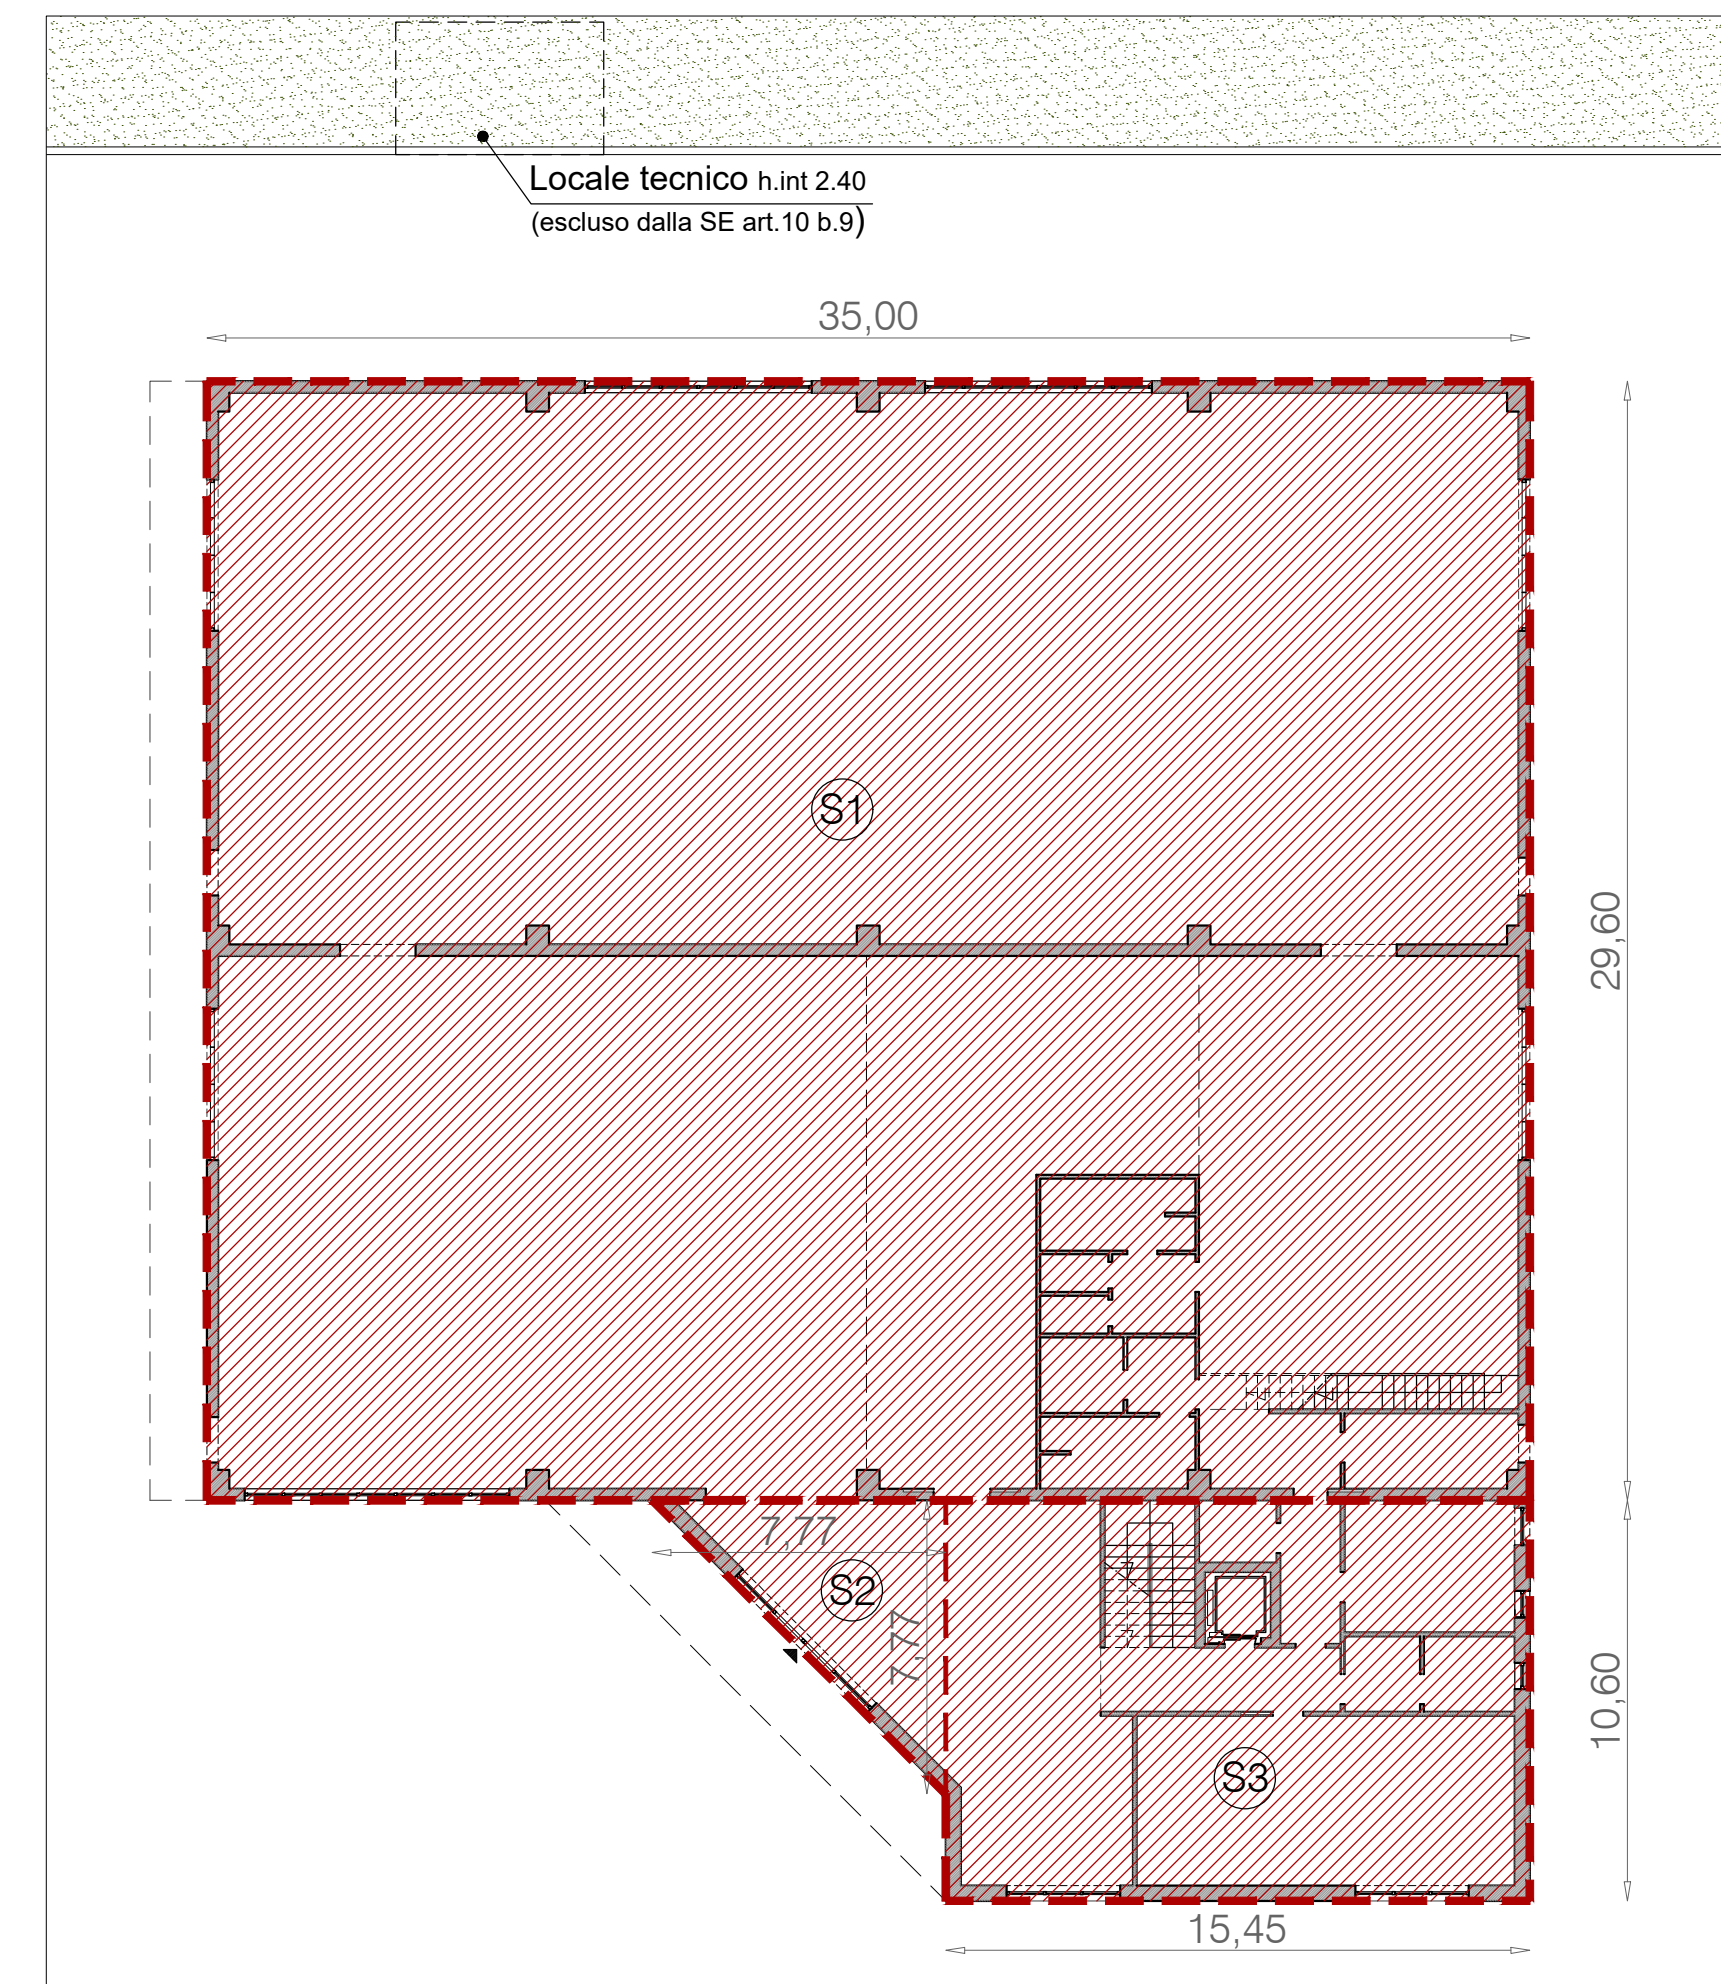 Locale tecnico h.int 2.40
(escluso dalla SE art.10 b.9)
35,00
S1
29,60
7,77
S2
7,77
10,60
S3
15,45